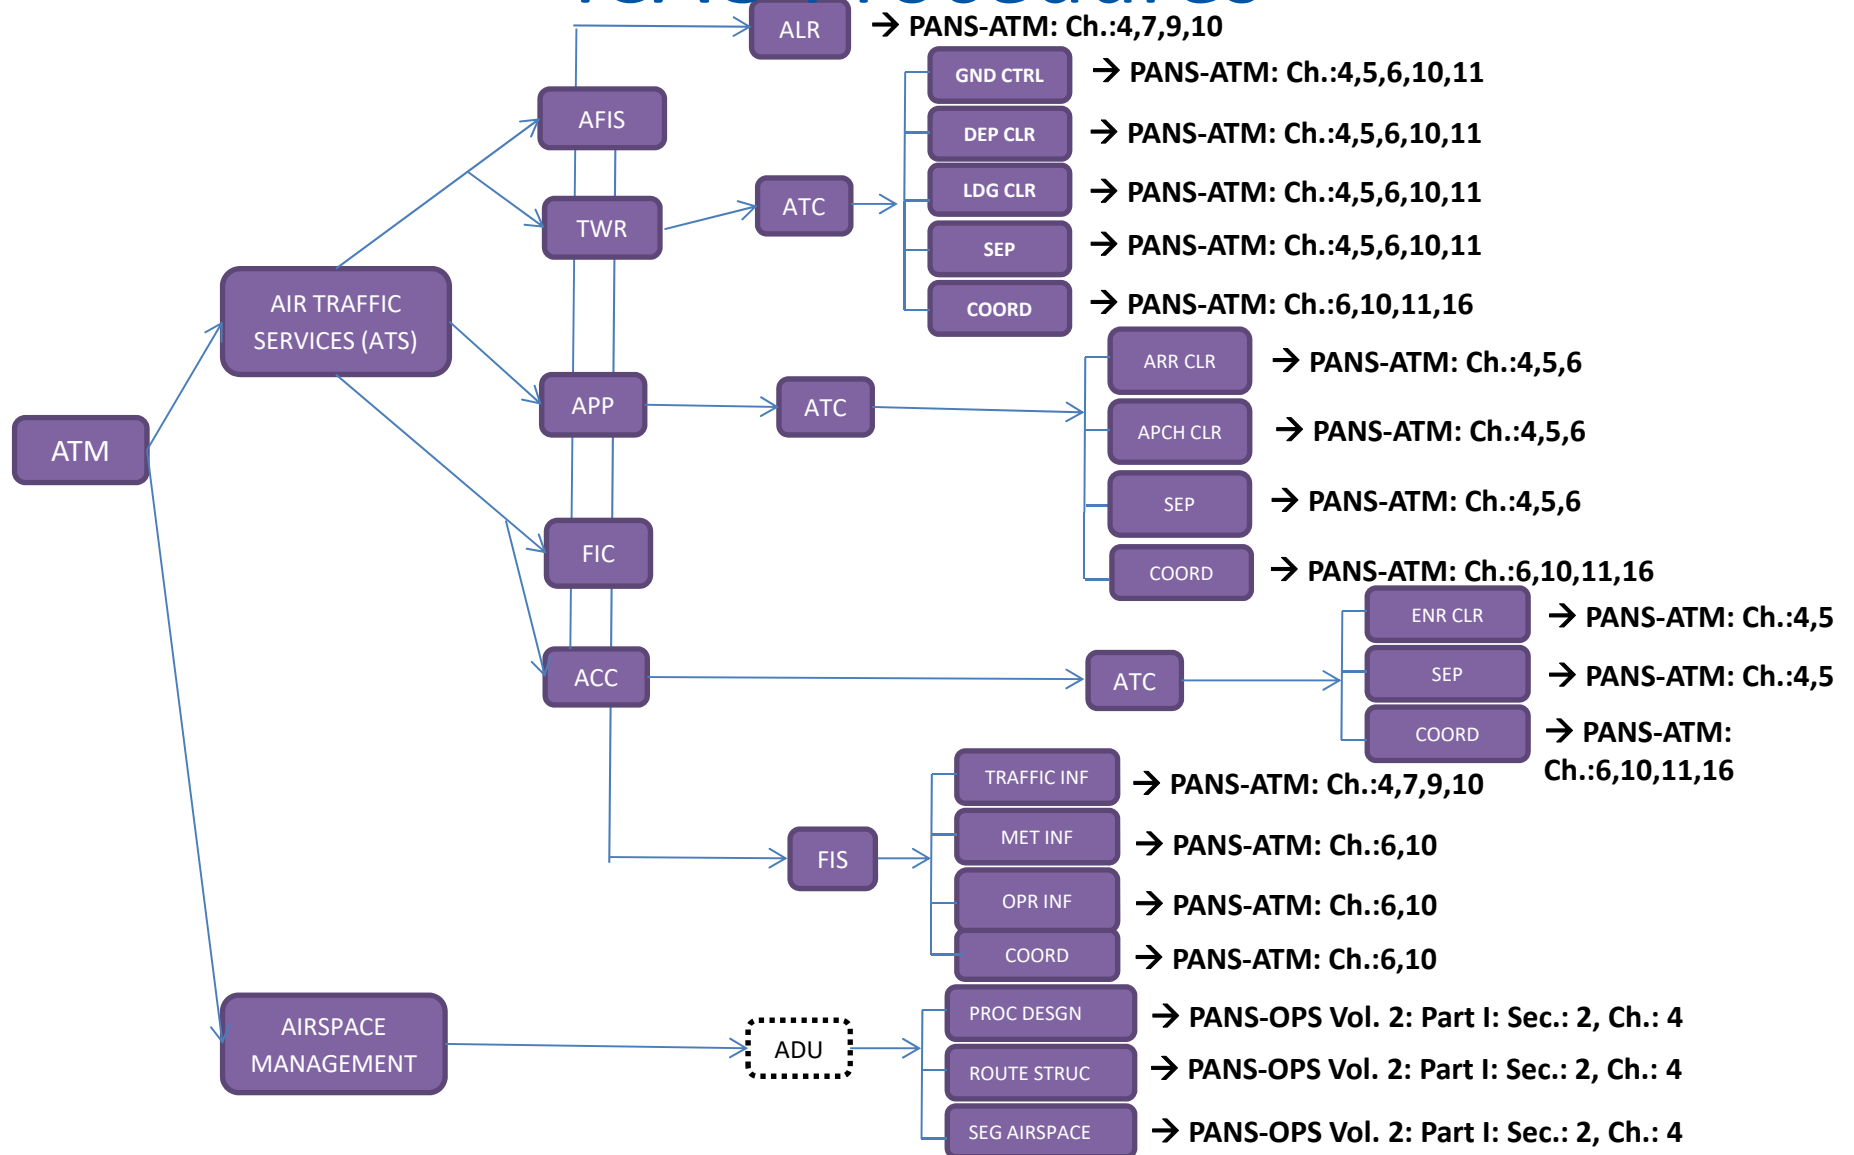 ALR → PANS-ATM: Ch.:4,7,9,10
GND CTRL → PANS-ATM: Ch.:4,5,6,10,11
AFIS
DEP CLR → PANS-ATM: Ch.:4,5,6,10,11
LDG CLR → PANS-ATM: Ch.:4,5,6,10,11
ATC
TWR
SEP → PANS-ATM: Ch.:4,5,6,10,11
AIR TRAFFIC
SERVICES (ATS)
COORD → PANS-ATM: Ch.:6,10,11,16
ARR CLR → PANS-ATM: Ch.:4,5,6
APP
ATC
APCH CLR → PANS-ATM: Ch.:4,5,6
ATM
SEP → PANS-ATM: Ch.:4,5,6
FIC
COORD → PANS-ATM: Ch.:6,10,11,16
ENR CLR → PANS-ATM: Ch.:4,5
ACC
ATC
SEP → PANS-ATM: Ch.:4,5
COORD → PANS-ATM:
Ch.:6,10,11,16
TRAFFIC INF → PANS-ATM: Ch.:4,7,9,10
MET INF → PANS-ATM: Ch.:6,10
FIS
OPR INF → PANS-ATM: Ch.:6,10
COORD → PANS-ATM: Ch.:6,10
PROC DESGN → PANS-OPS Vol. 2: Part I: Sec.: 2, Ch.: 4
AIRSPACE
MANAGEMENT
ADU
ROUTE STRUC → PANS-OPS Vol. 2: Part I: Sec.: 2, Ch.: 4
SEG AIRSPACE → PANS-OPS Vol. 2: Part I: Sec.: 2, Ch.: 4